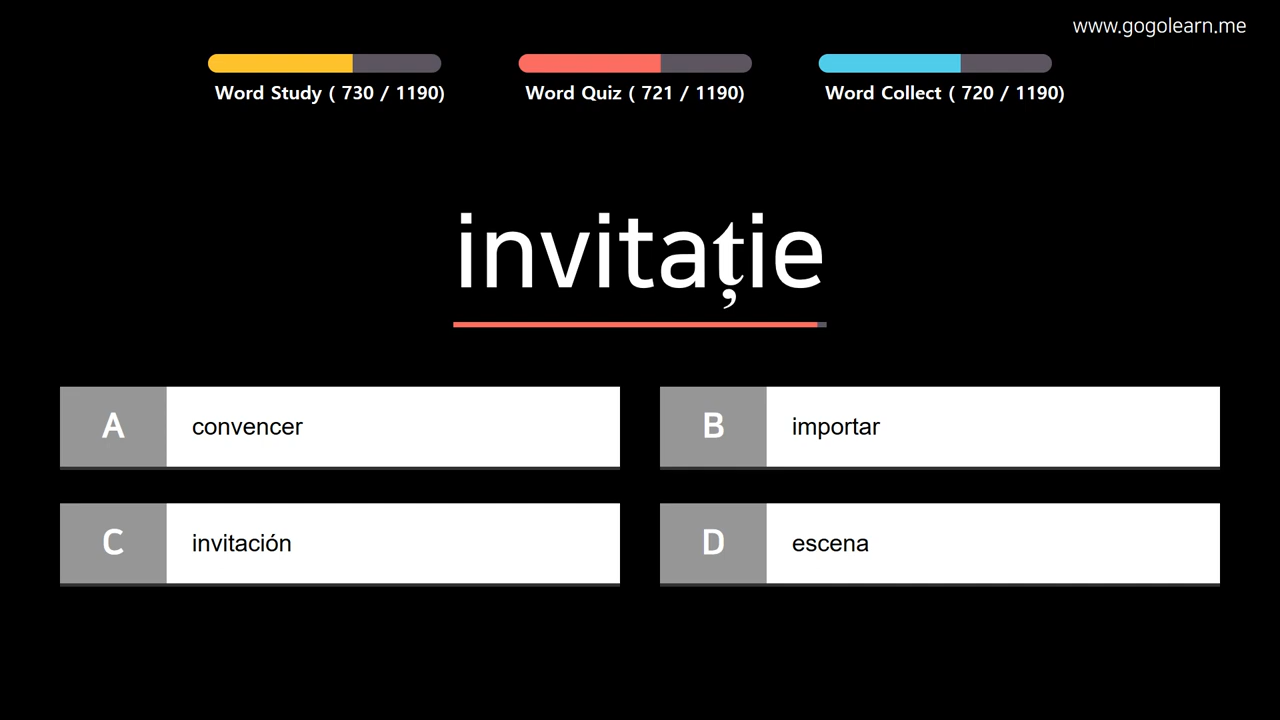 www.gogolearn.me
Word Study ( 730 / 1190)
Word Quiz ( 721 / 1190)
Word Collect ( 720 / 1190)
invitație
A
convencer
B
importar
C
invitación
D
escena